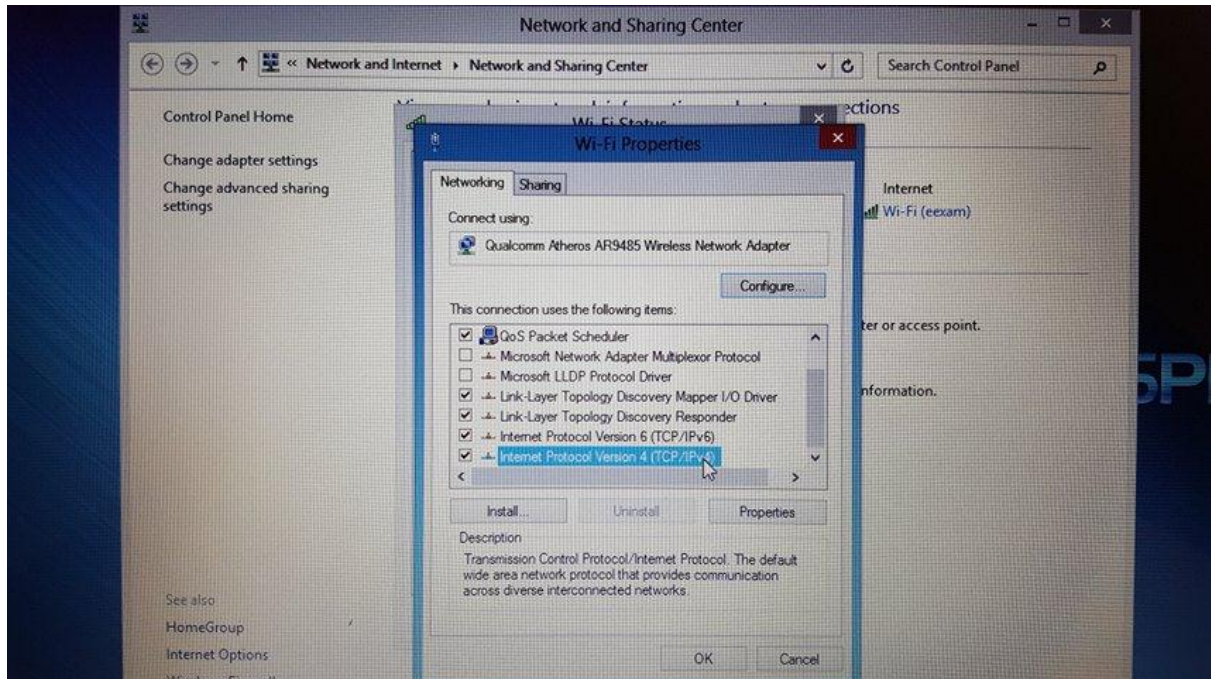 Network and Sharing Center
« Network and Internet ▸ Network and Sharing Center
Search Control Panel
Control Panel Home
Change adapter settings
Change advanced sharing
settings
Wi-Fi Status
ections
Wi-Fi Properties
Networking
Sharing
Internet
Wi-Fi (eexam)
Connect using:
Qualcomm Atheros AR9485 Wireless Network Adapter
Configure...
This connection uses the following items:
QoS Packet Scheduler
Microsoft Network Adapter Multiplexor Protocol
Microsoft LLDP Protocol Driver
Link-Layer Topology Discovery Mapper I/O Driver
Link-Layer Topology Discovery Responder
Internet Protocol Version 6 (TCP/IPv6)
Internet Protocol Version 4 (TCP/IPv4)
ter or access point.
nformation.
SP
Install...
Uninstall
Properties
Description
Transmission Control Protocol/Internet Protocol. The default
wide area network protocol that provides communication
across diverse interconnected networks.
OK
Cancel
See also
HomeGroup
Internet Options